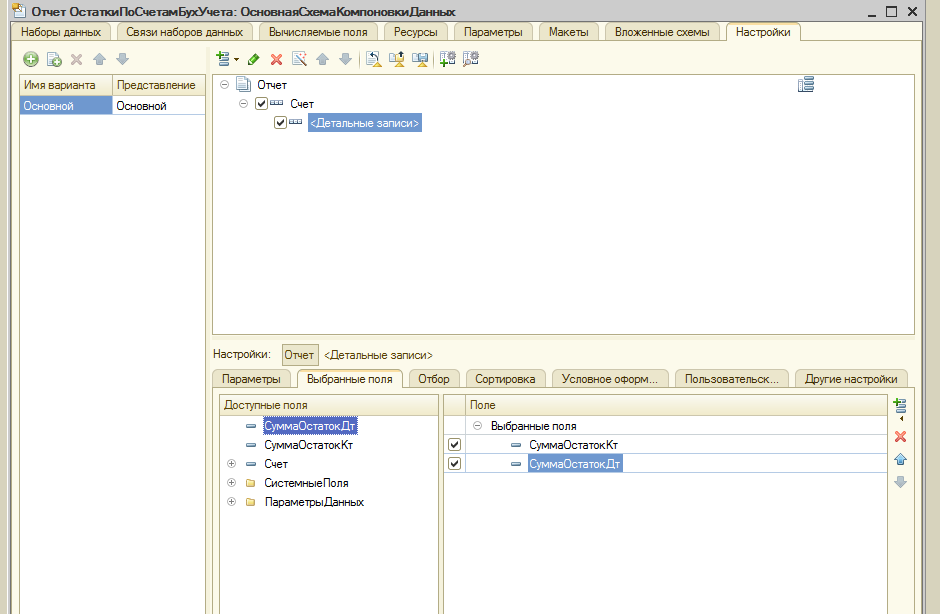 Отчет ОстаткиПоСчетамБухУчета: ОсновнаяСхемаКомпоновкиДанных
Наборы данных Связи наборов данных Вычисляемые поля Ресурсы Параметры Макеты Вложенные схемы Настройки
Имя варианта Представление
Основной Основной
Отчет
Счет
<Детальные записи>
Настройки: Отчет <Детальные записи>
Параметры Выбранные поля Отбор Сортировка Условное оформ... Пользовательск... Другие настройки
Доступные поля
СуммаОстатокДт
СуммаОстатокКт
Счет
СистемныеПоля
ПараметрыДанных
Поле
Выбранные поля
СуммаОстатокКт
СуммаОстатокДт